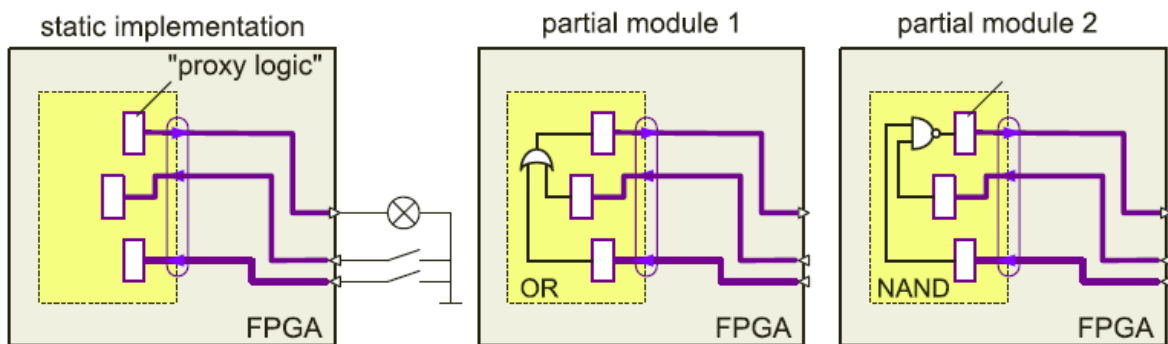 static implementation
"proxy logic"
FPGA
partial module 1
OR
FPGA
partial module 2
NAND
FPGA